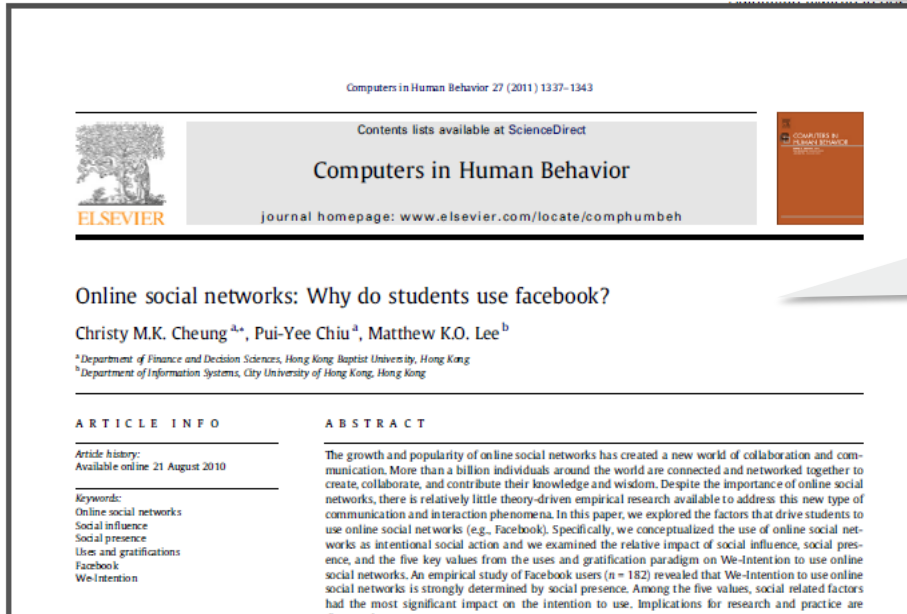 Computers in Human Behavior 27 (2011) 1337–1343
Contents lists available at ScienceDirect
Computers in Human Behavior
journal homepage: www.elsevier.com/locate/comphumbeh
ELSEVIER
COMPUTERS IN
HUMAN BEHAVIOR
Online social networks: Why do students use facebook?
Christy M.K. Cheung a,*, Pui-Yee Chiu a, Matthew K.O. Lee b
a Department of Finance and Decision Sciences, Hong Kong Baptist University, Hong Kong
b Department of Information Systems, City University of Hong Kong, Hong Kong
ARTICLE INFO
Article history:
Available online 21 August 2010
Keywords:
Online social networks
Social influence
Social presence
Uses and gratifications
Facebook
We-Intention
ABSTRACT
The growth and popularity of online social networks has created a new world of collaboration and com-
munication. More than a billion individuals around the world are connected and networked together to
create, collaborate, and contribute their knowledge and wisdom. Despite the importance of online social
networks, there is relatively little theory-driven empirical research available to address this new type of
communication and interaction phenomena. In this paper, we explored the factors that drive students to
use online social networks (e.g., Facebook). Specifically, we conceptualized the use of online social net-
works as intentional social action and we examined the relative impact of social influence, social pres-
ence, and the five key values from the uses and gratification paradigm on We-Intention to use online
social networks. An empirical study of Facebook users (n = 182) revealed that We-Intention to use online
social networks is strongly determined by social presence. Among the five values, social related factors
had the most significant impact on the intention to use. Implications for research and practice are